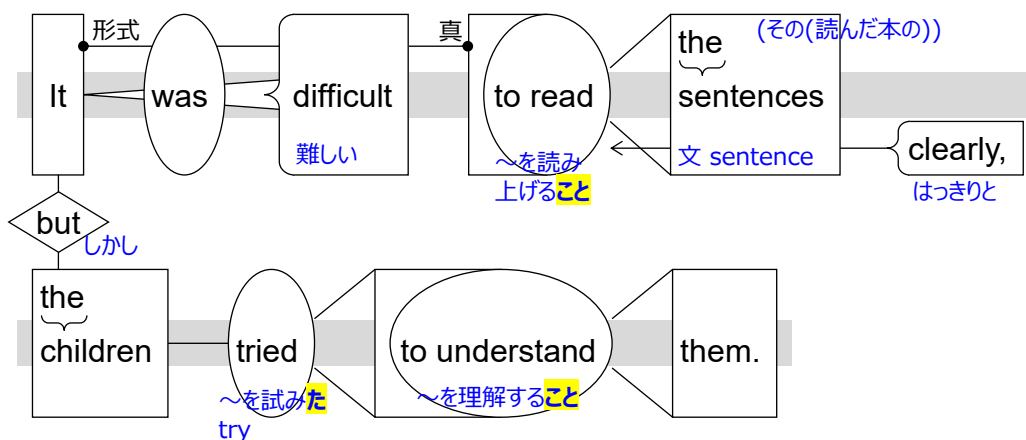 形式 真 the (その(読んだ本の))
It was difficult to read sentences
難しい ～を読み上げること 文 sentence clearly,
はっきりと
but しかし
the
children tried to understand them.
～を試みた ～を理解すること
try